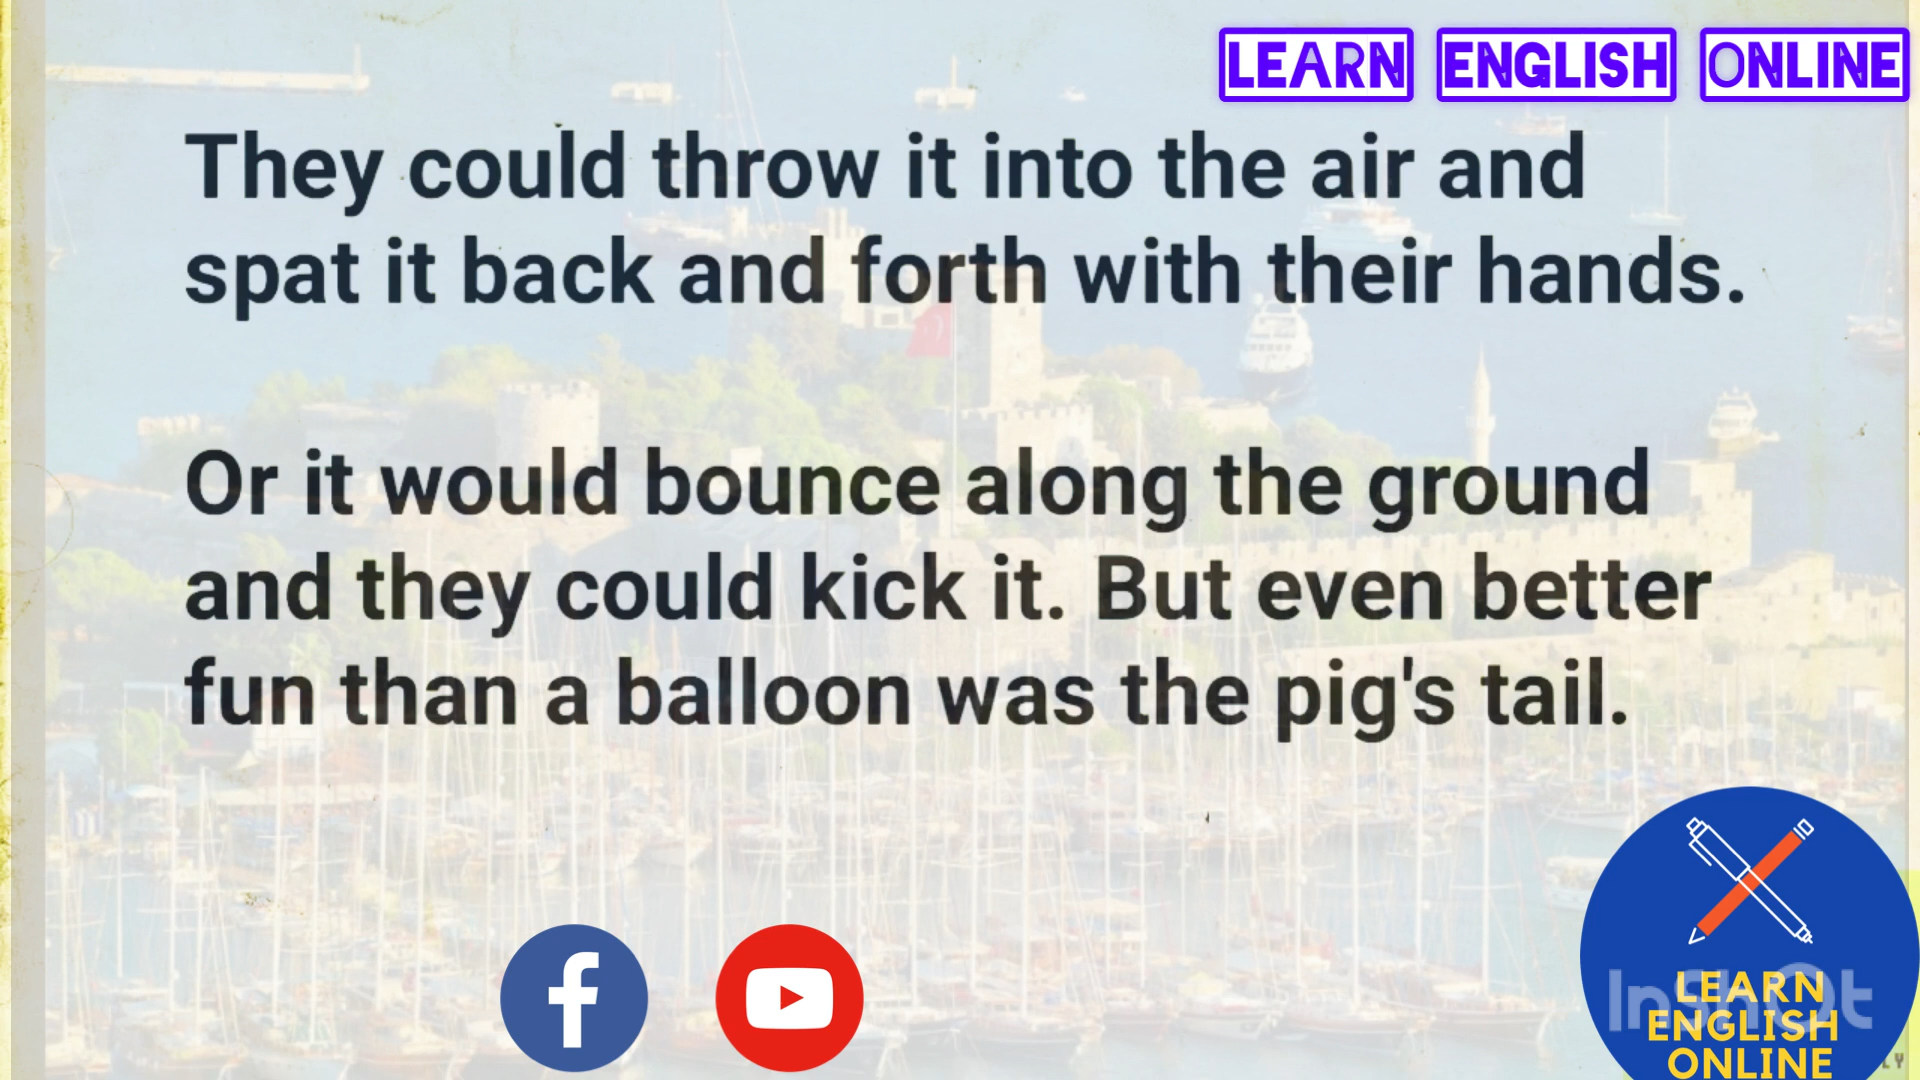 LEARN ENGLISH ONLINE
They could throw it into the air and
spat it back and forth with their hands.
Or it would bounce along the ground
and they could kick it. But even better
fun than a balloon was the pig's tail.
InShOt
LEARN
ENGLISH
ONLINE